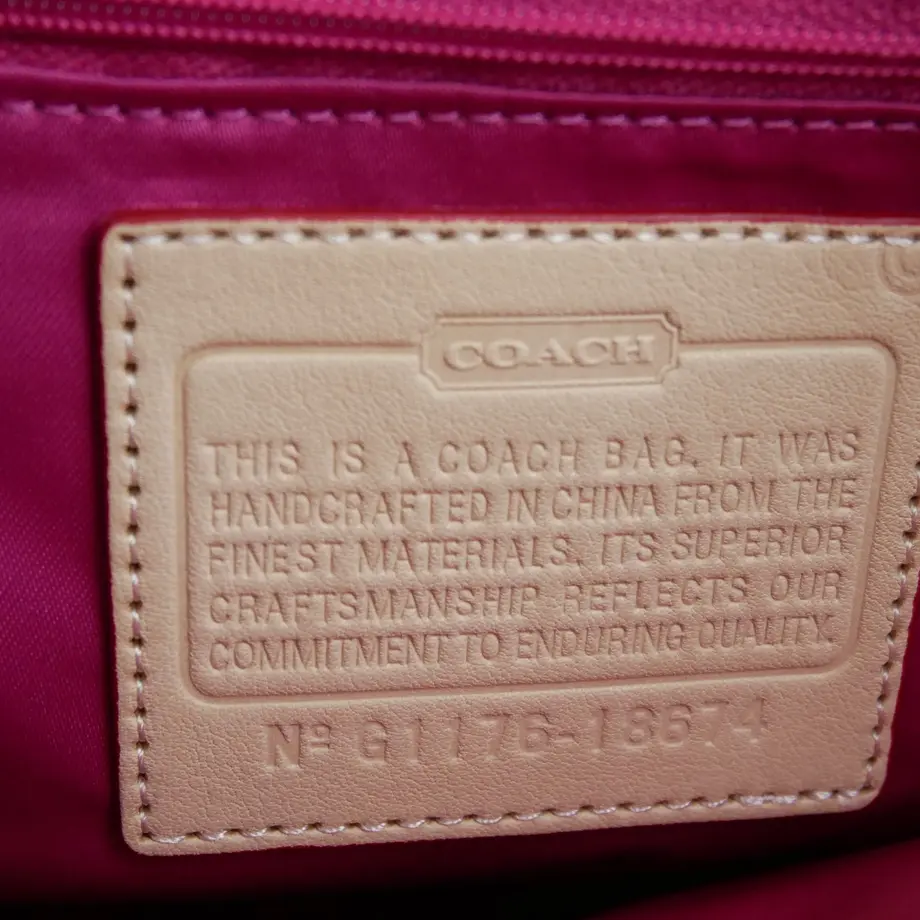 COACH
THIS IS A COACH BAG. IT WAS
HANDCRAFTED IN CHINA FROM THE
FINEST MATERIALS. ITS SUPERIOR
CRAFTSMANSHIP REFLECTS OUR
COMMITMENT TO ENDURING QUALITY.
Nº G1176-18674